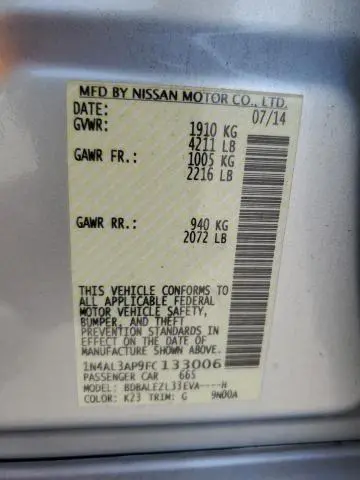 MFD BY NISSAN MOTOR CO., LTD.
DATE: 07/14
GVWR: 1910 KG
4211 LB
GAWR FR.: 1005 KG
2216 LB
GAWR RR.: 940 KG
2072 LB
THIS VEHICLE CONFORMS TO
ALL APPLICABLE FEDERAL
MOTOR VEHICLE SAFETY,
BUMPER, AND THEFT
PREVENTION STANDARDS IN
EFFECT ON THE DATE OF
MANUFACTURE SHOWN ABOVE.
1N4AL3AP9FC133006
PASSENGER CAR 665
MODEL: BDBALEZL33EVA----H
COLOR: K23 TRIM: G 9N00A